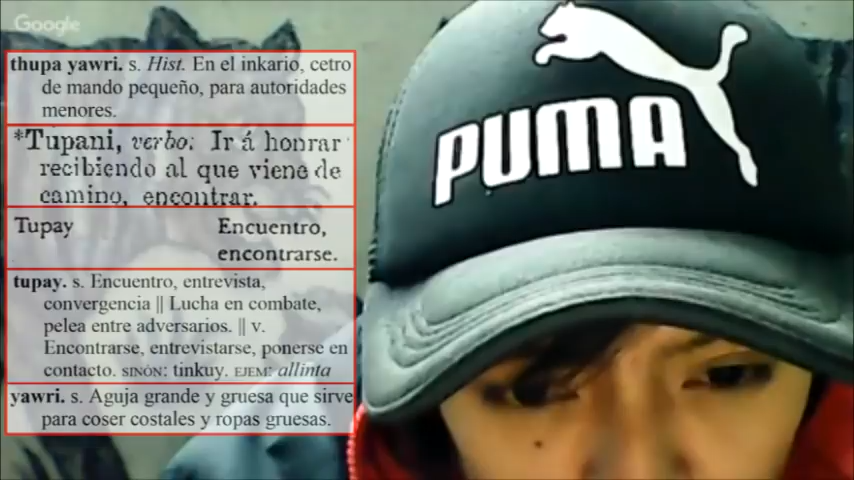 Google
thupa yawri. s. Hist. En el inkario, cetro
de mando pequeño, para autoridades
menores.
*Tupani, verbo: Ir á honrar
recibiendo al que viene de
camino, encontrar.
Tupay Encuentro,
encontrarse.
tupay. s. Encuentro, entrevista,
convergencia || Lucha en combate,
pelea entre adversarios. || v.
Encontrarse, entrevistarse, ponerse en
contacto. SINÓN: tinkuy. EJEM: allinta
yawri. s. Aguja grande y gruesa que sirve
para coser costales y ropas gruesas.
PUMA